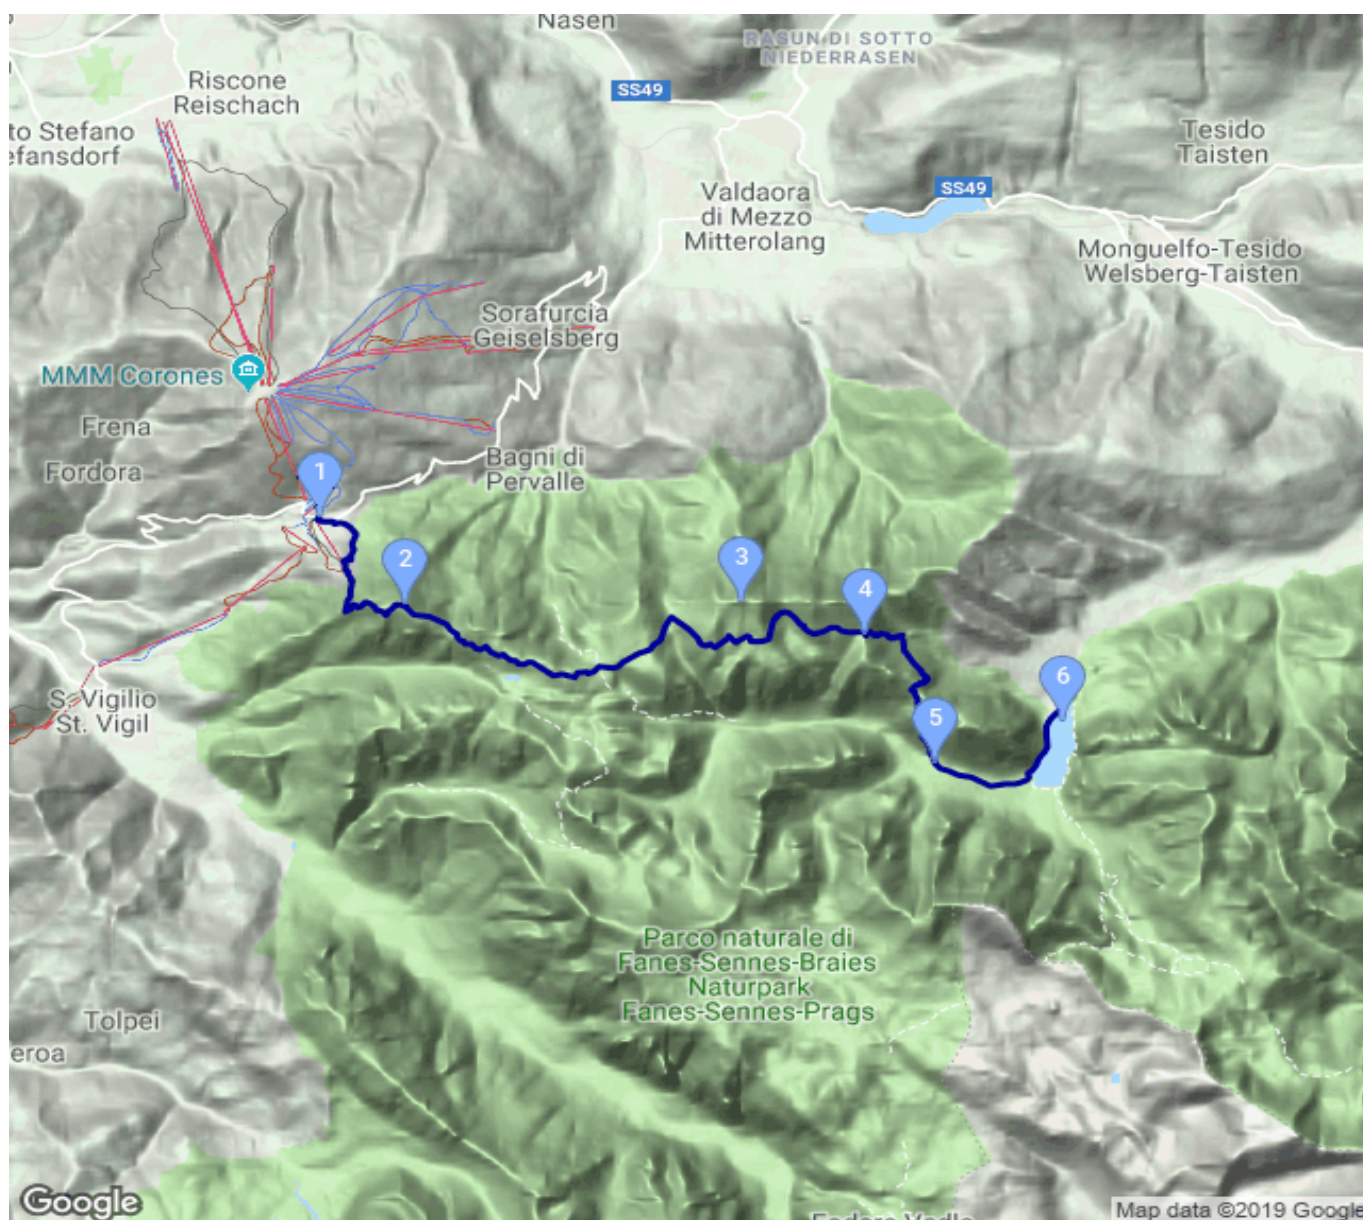 Nasen
RASUN DI SOTTO
NIEDERRASEN
SS49
Riscone
Reischach
to Stefano
efansdorf
Tesido
Taisten
SS49
Valdaora
di Mezzo
Mitterolang
Monguelfo-Tesido
Welsberg-Taisten
Sorafurcia
Geiselsberg
MMM Corones
Frena
Fordora
Bagni di
Pervalle
1
2
3
4
5
6
S. Vigilio
St. Vigil
Parco naturale di
Fanes-Sennes-Braies
Naturpark
Fanes-Sennes-Prags
Tolpei
eroa
Google
Map data ©2019 Google